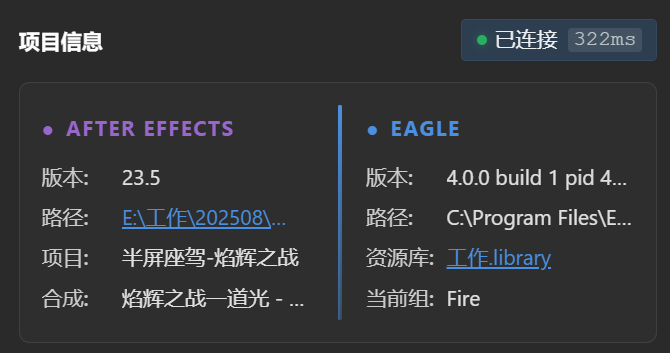 项目信息
已连接 322ms
AFTER EFFECTS
版本: 23.5
路径: E:\工作\202508\...
项目: 半屏座驾-焰辉之战
合成: 焰辉之战一道光 - ...
EAGLE
版本: 4.0.0 build 1 pid 4...
路径: C:\Program Files\E...
资源库: 工作.library
当前组: Fire